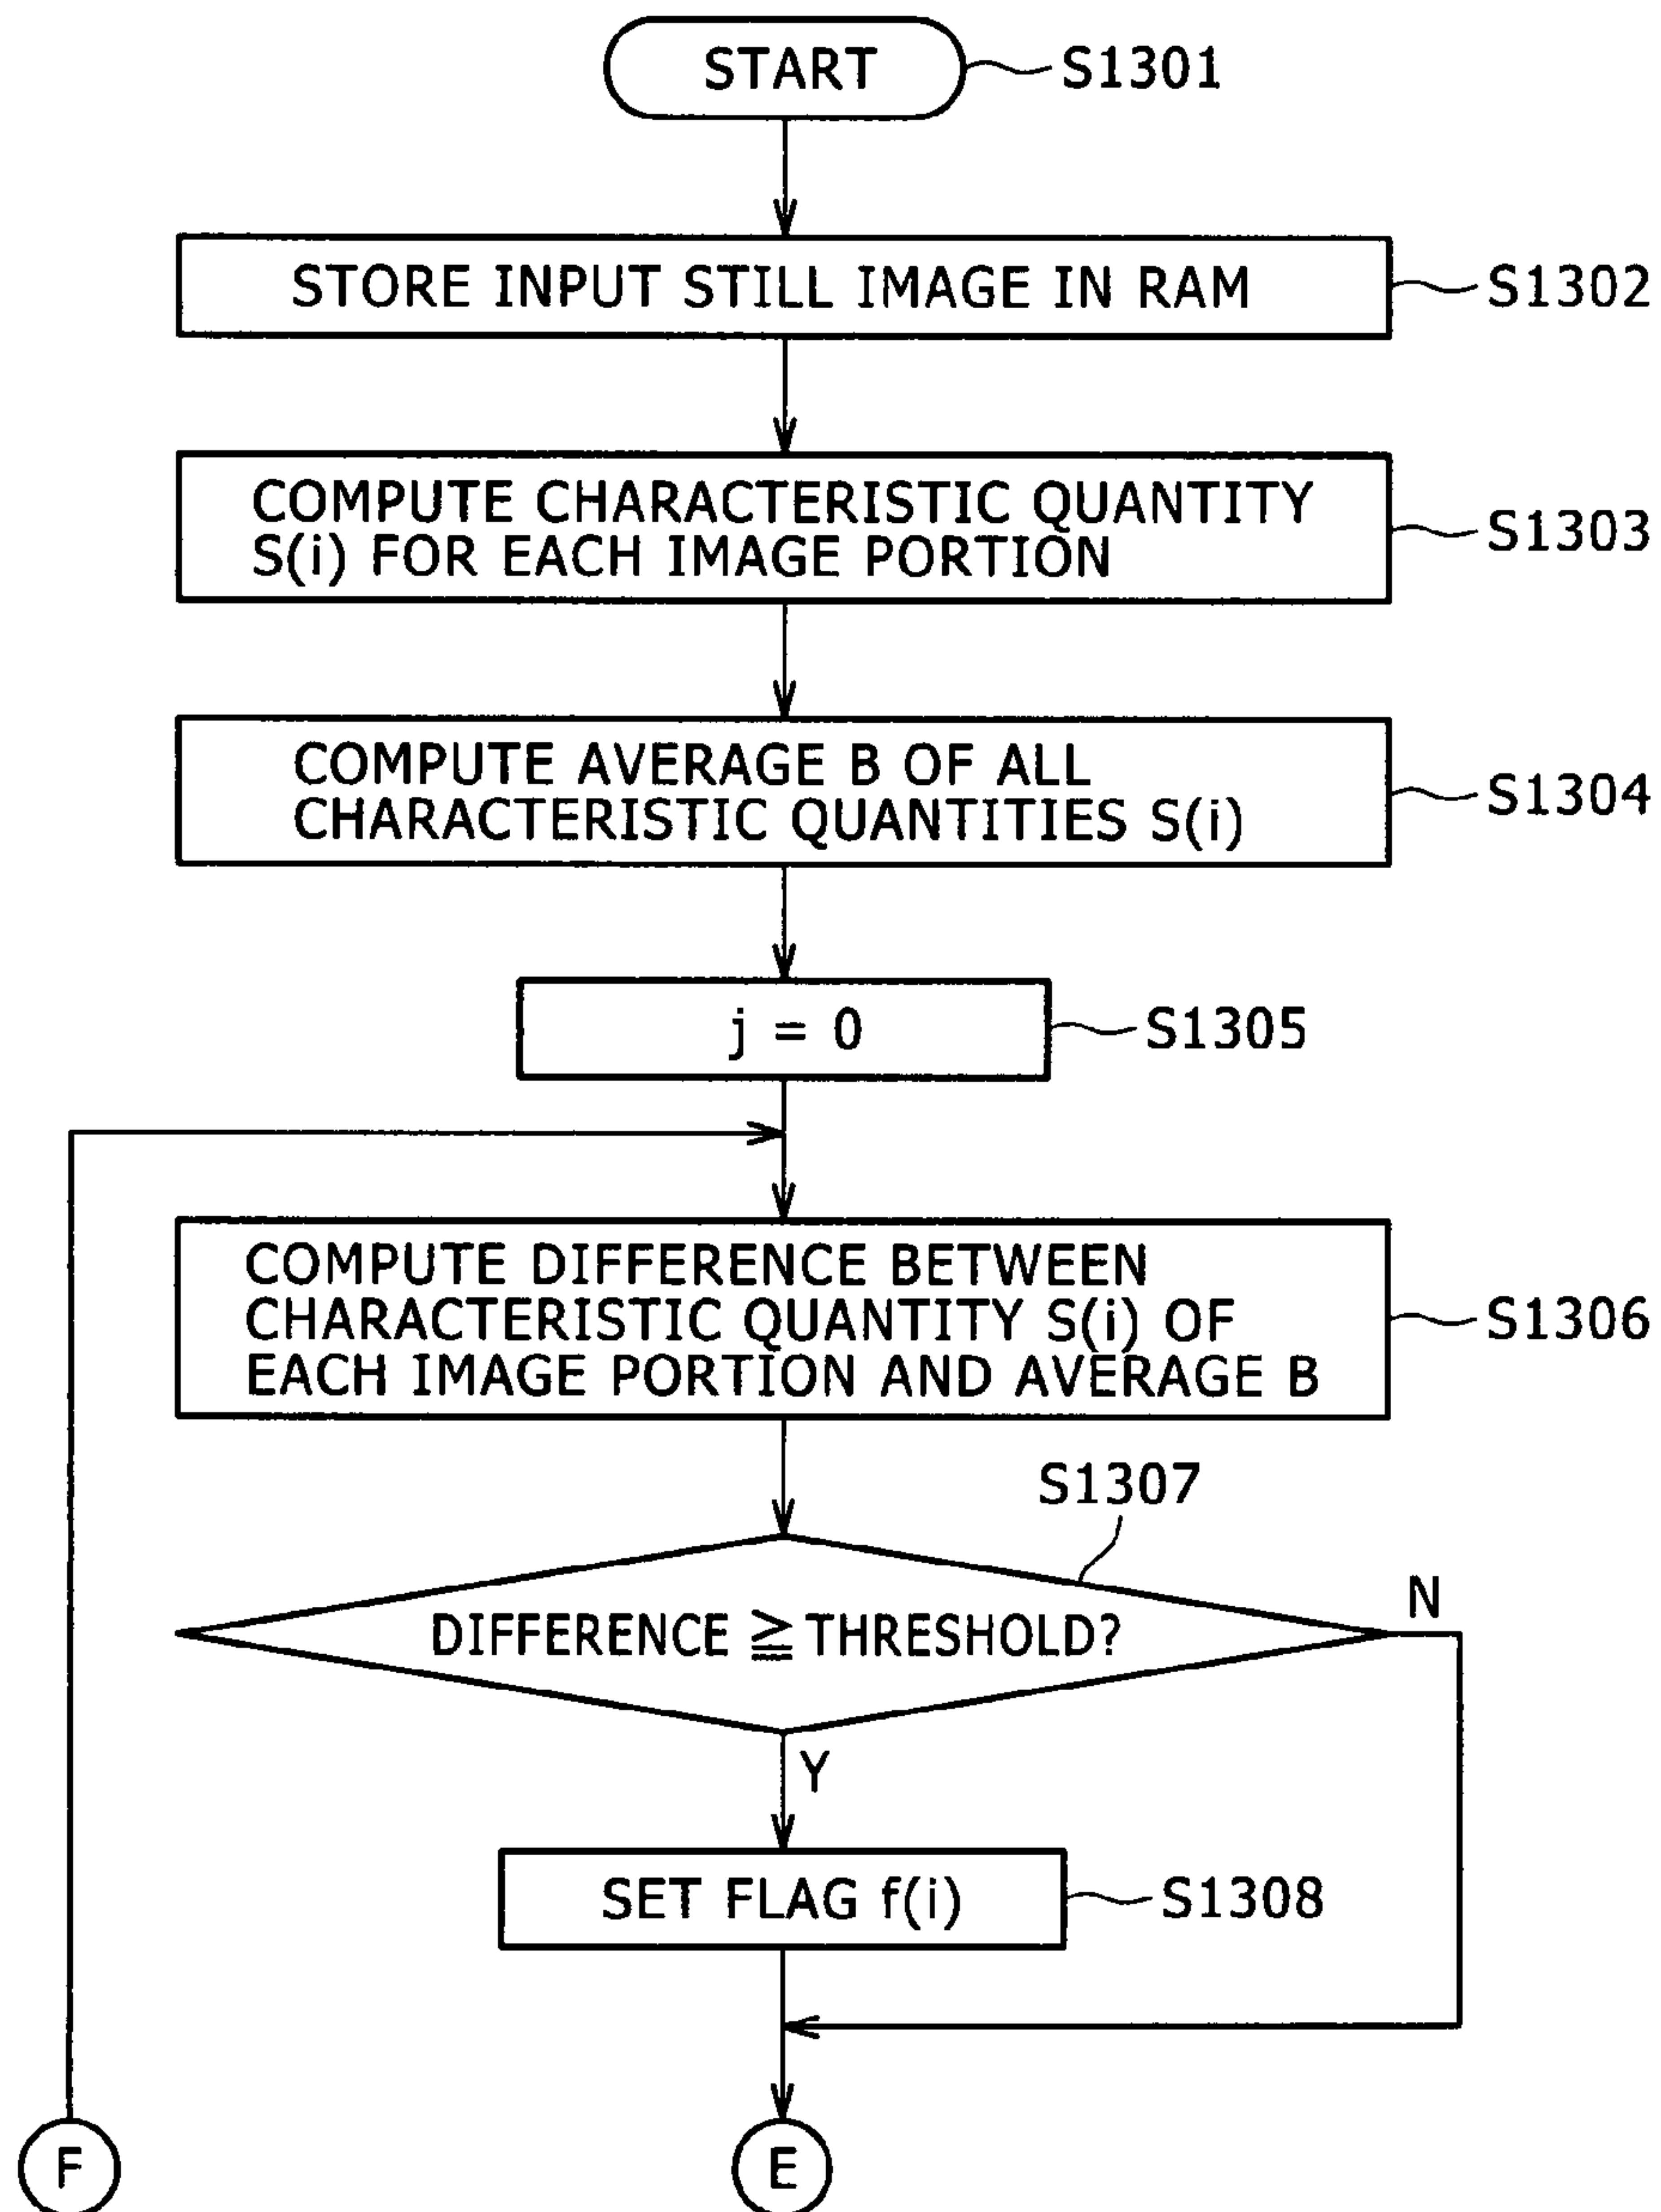 START
S1301
STORE INPUT STILL IMAGE IN RAM
S1302
COMPUTE CHARACTERISTIC QUANTITY
S(i) FOR EACH IMAGE PORTION
S1303
COMPUTE AVERAGE B OF ALL
CHARACTERISTIC QUANTITIES S(i)
S1304
j = 0
S1305
COMPUTE DIFFERENCE BETWEEN
CHARACTERISTIC QUANTITY S(i) OF
EACH IMAGE PORTION AND AVERAGE B
S1306
S1307
DIFFERENCE ≧ THRESHOLD?
N
Y
SET FLAG f(i)
S1308
F
E